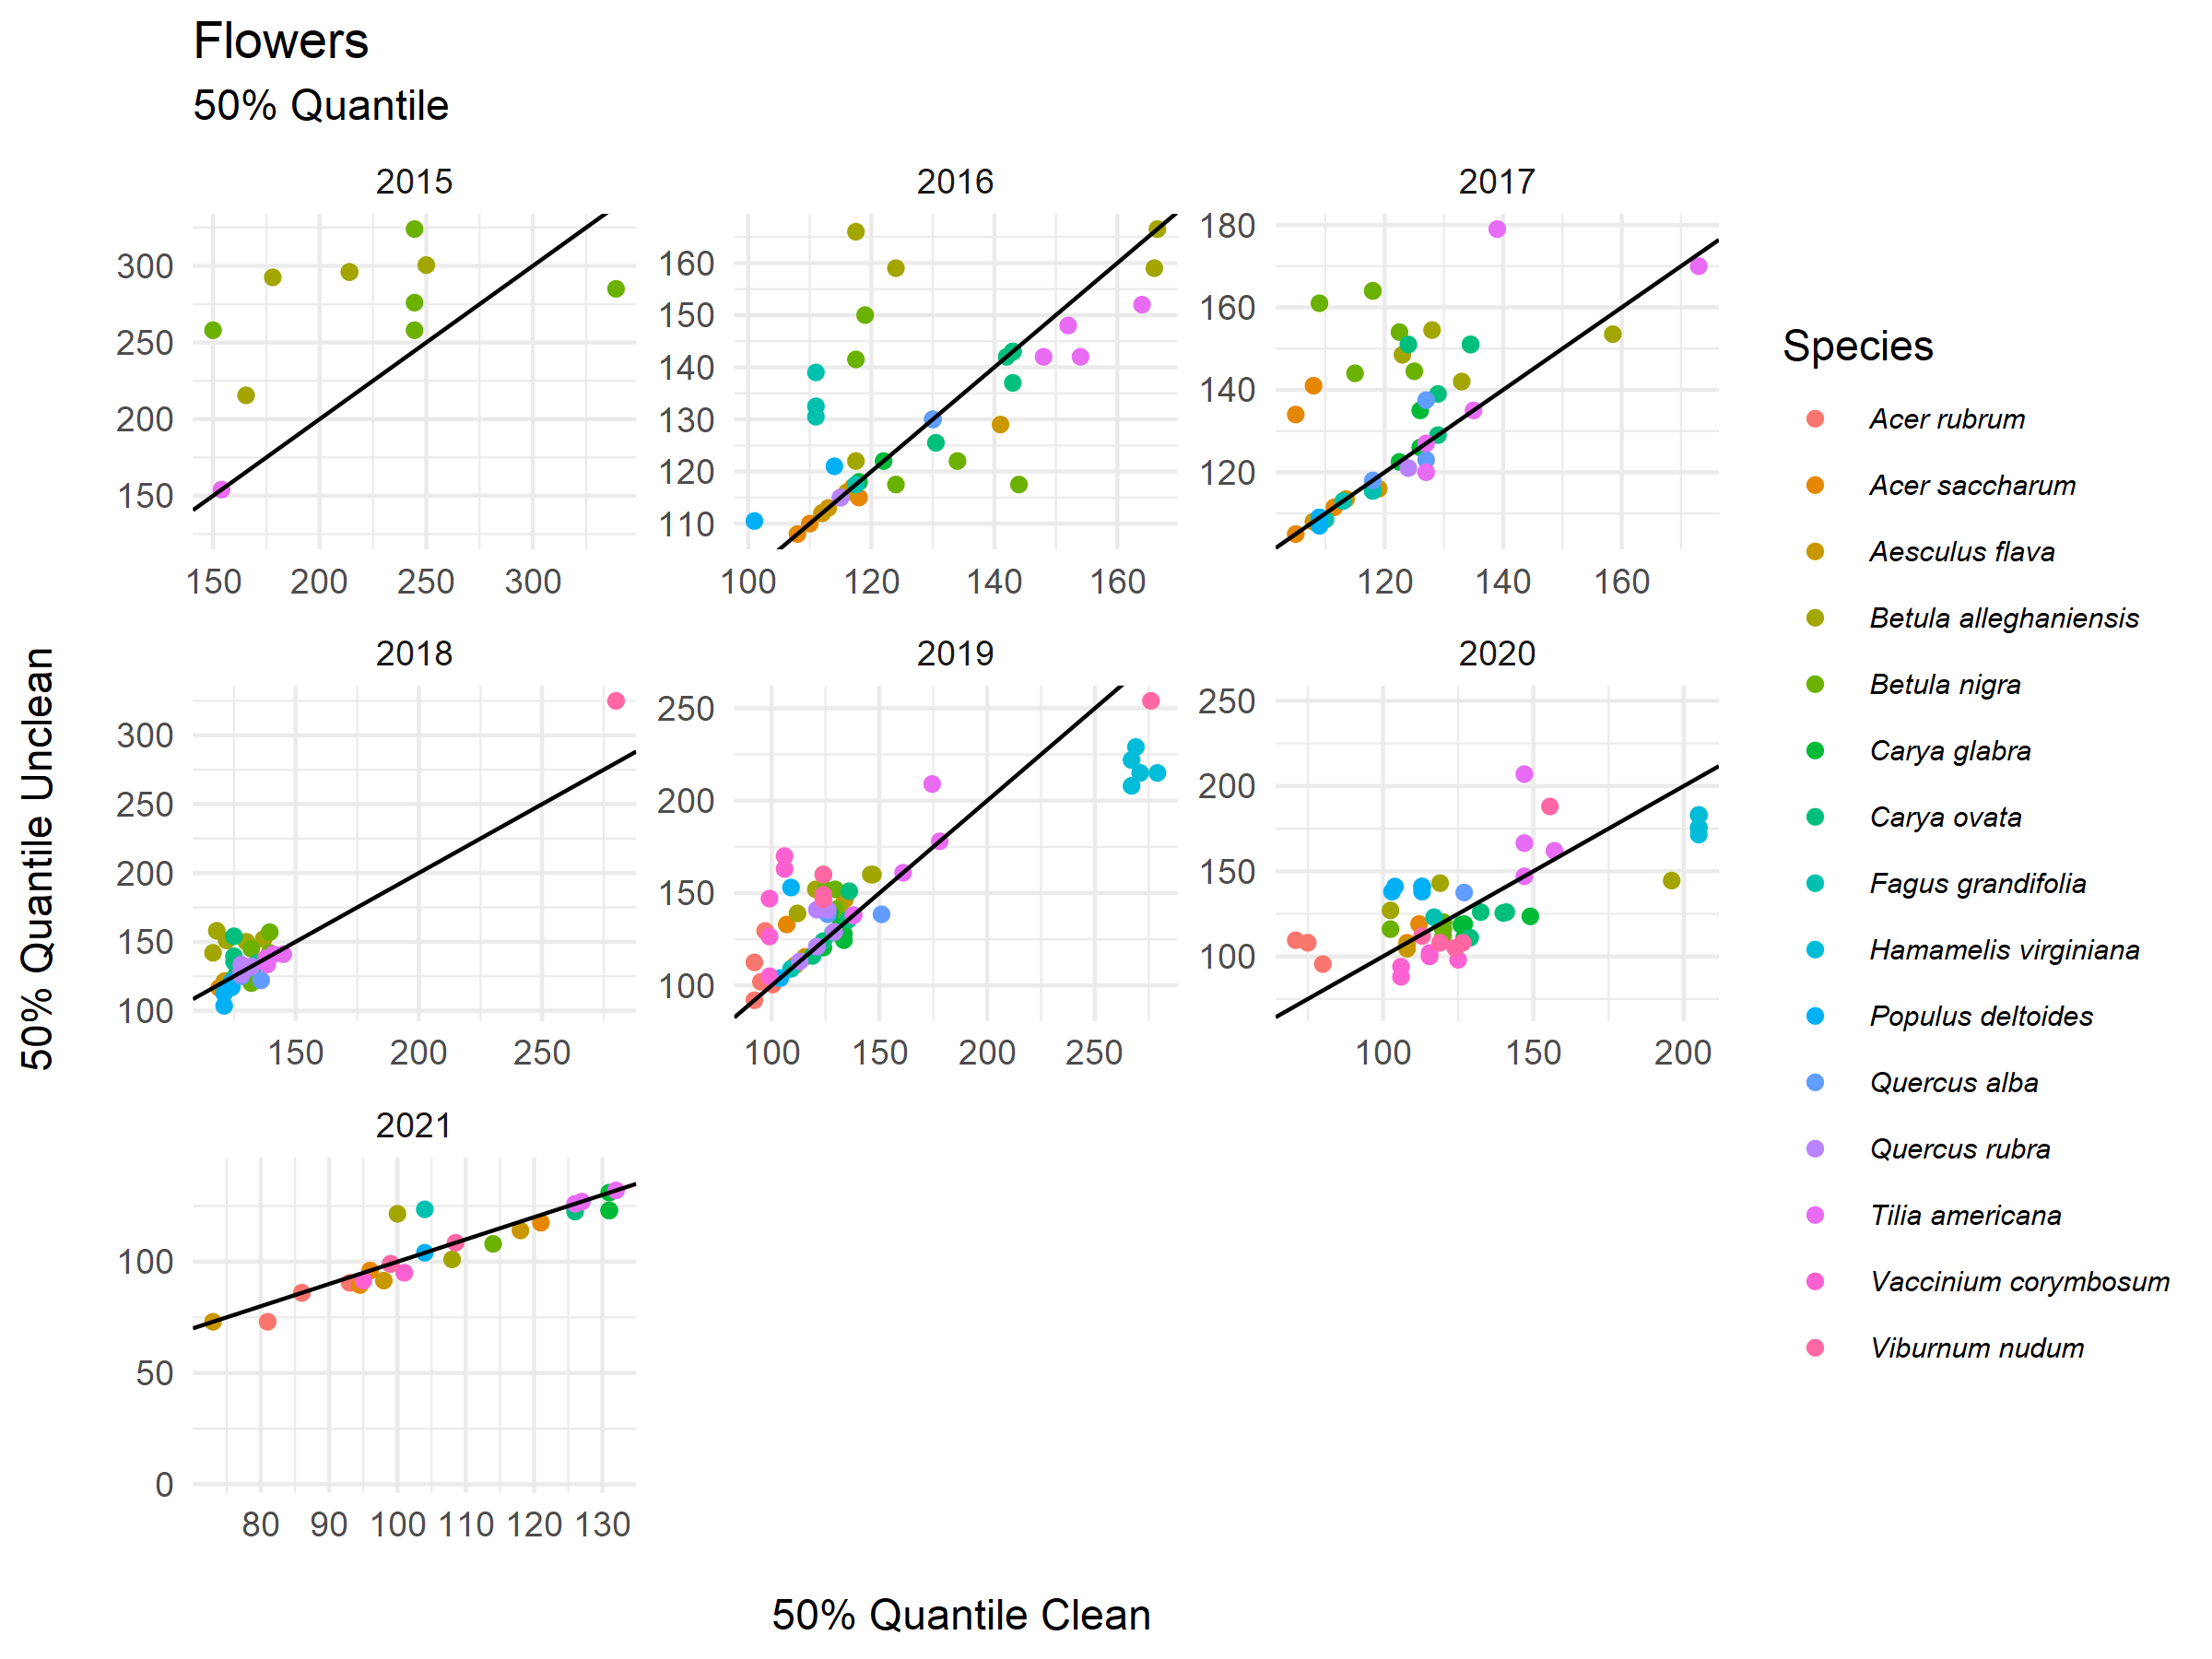 Flowers
50% Quantile
2015 2016 2017
300
250
200
150
150 200 250 300
160
150
140
130
120
110
100 120 140 160
180
160
140
120
120 140 160
2018 2019 2020
300
250
200
150
100
150 200 250
250
200
150
100
100 150 200 250
250
200
150
100
100 150 200
2021
100
50
0
80 90 100 110 120 130
50% Quantile Unclean
50% Quantile Clean
Species
Acer rubrum
Acer saccharum
Aesculus flava
Betula alleghaniensis
Betula nigra
Carya glabra
Carya ovata
Fagus grandifolia
Hamamelis virginiana
Populus deltoides
Quercus alba
Quercus rubra
Tilia americana
Vaccinium corymbosum
Viburnum nudum